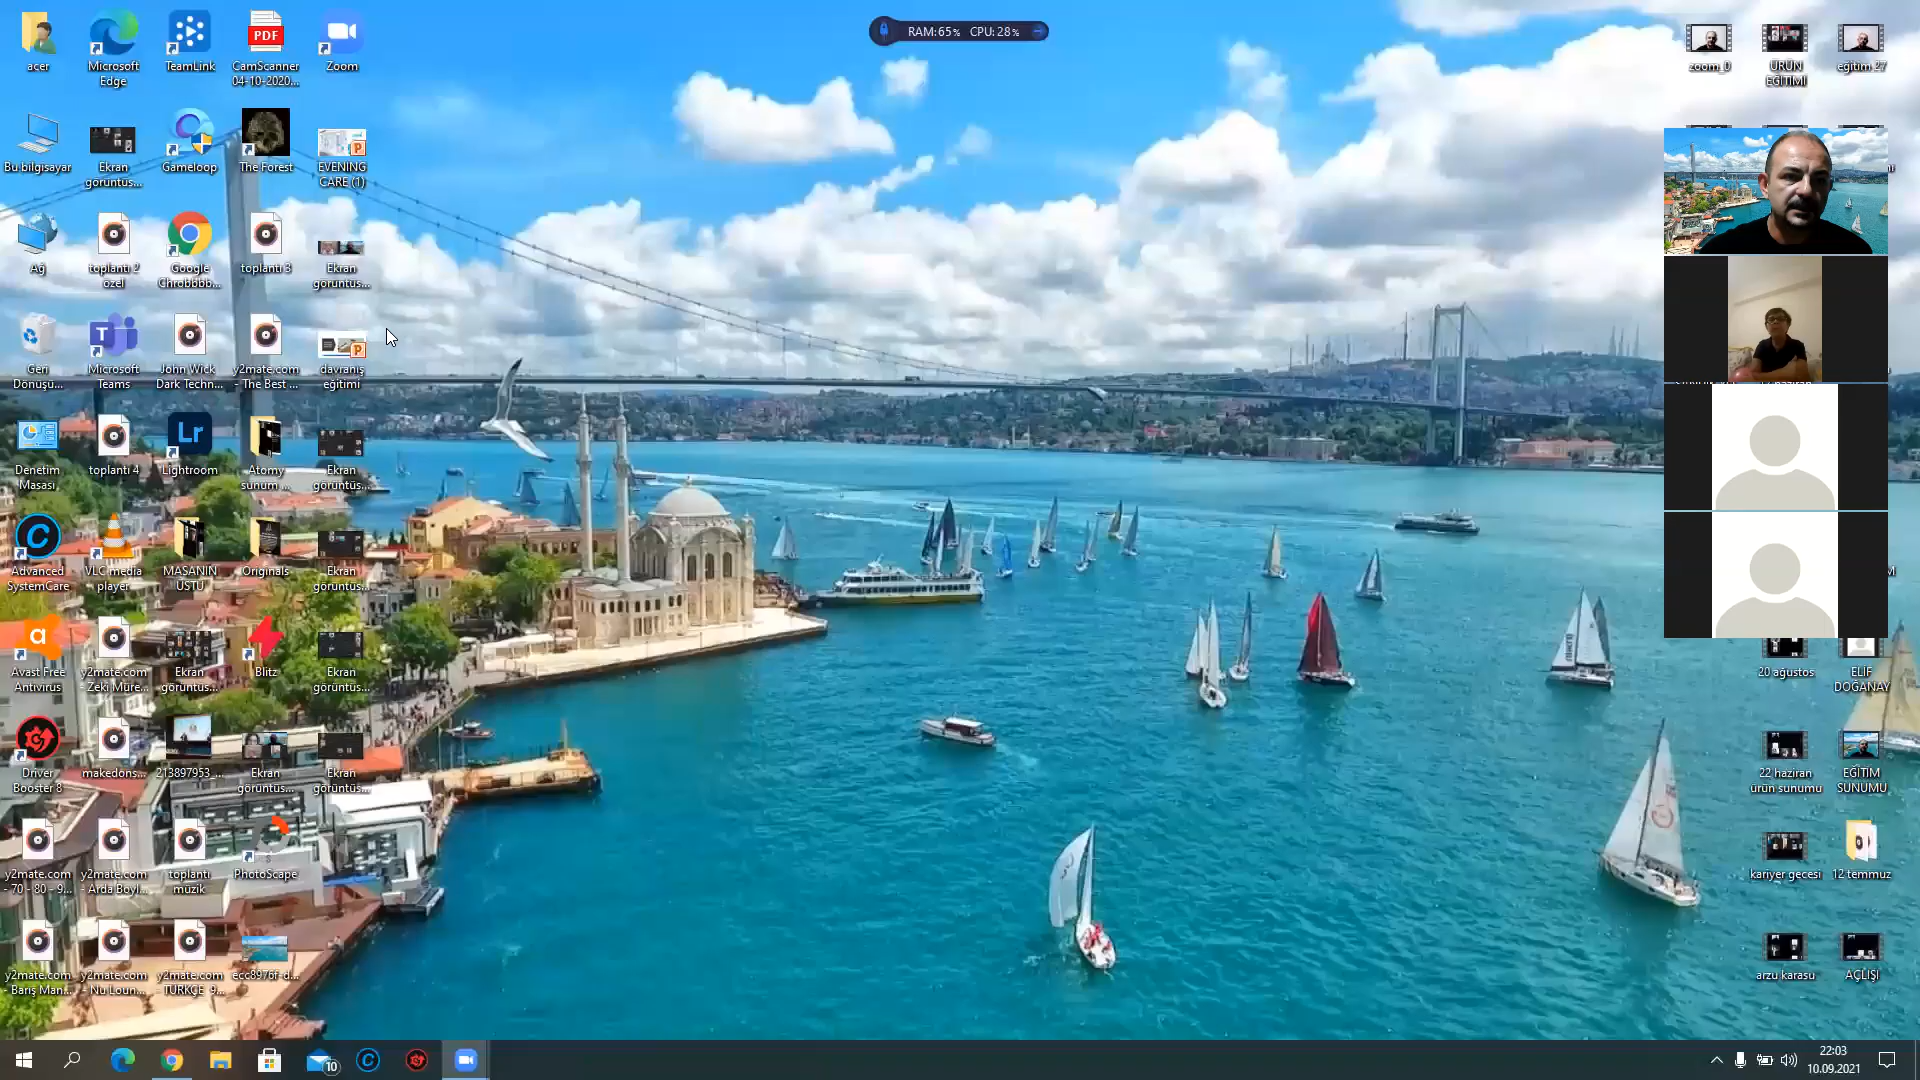 RAM:65% CPU:28%
acer
Microsoft
Edge
TeamLink
PDF
CamScanner
04-10-2020...
Zoom
zoom_0
ÜRÜN
EĞİTİMİ
eğitim 27
Bu bilgisayar
Ekran
görüntüs...
Gameloop
The Forest
EVENING
CARE (1)
Ağ
toplantı 2
özel
Google
Chrobbbb...
toplantı 3
Ekran
görüntüs...
Geri
Dönüşü...
Microsoft
Teams
John Wick
Dark Techn...
y2mate.com
- The Best ...
davranış
eğitimi
Denetim
Masası
toplantı 4
Lr
Lightroom
Atomy
sunum ...
Ekran
görüntüs...
Advanced
SystemCare
VLC media
player
MASANIN
ÜSTÜ
Originals
Ekran
görüntüs...
Avast Free
Antivirus
y2mate.com
- Zeki Müre...
Ekran
görüntüs...
Blitz
Ekran
görüntüs...
20 ağustos
ELİF
DOĞANAY
Driver
Booster 8
makedons...
213897953_...
Ekran
görüntüs...
Ekran
görüntüs...
22 haziran
ürün sunumu
EĞİTİM
SUNUMU
y2mate.com
- 70 - 80 - 9...
y2mate.com
- Arda Boyl...
toplantı
müzik
PhotoScape
kariyer gecesi
12 temmuz
y2mate.com
- Barış Man...
y2mate.com
- Nu Loun...
y2mate.com
- TÜRKÇE 9...
ecc8976f-d...
arzu karasu
AÇLIŞI
10
22:03
10.09.2021